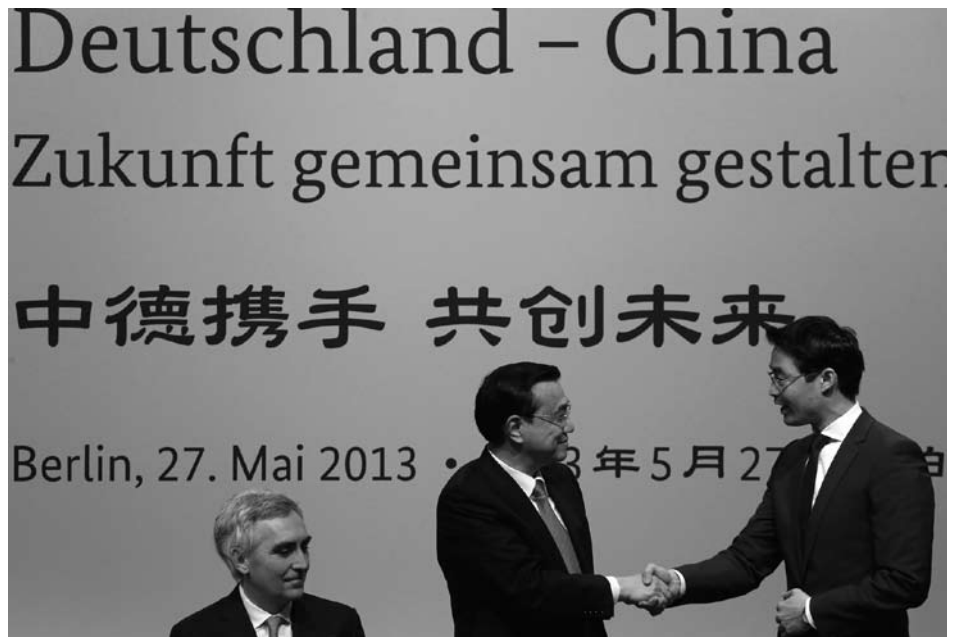 Deutschland – China
Zukunft gemeinsam gestalten
中德携手 共创未来
Berlin, 27. Mai 2013 · 3年5月27